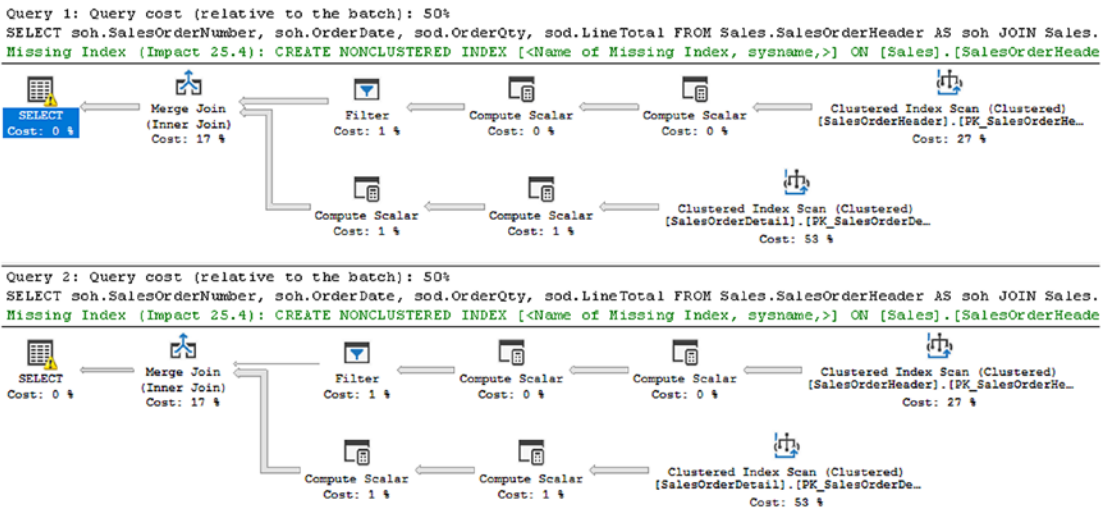 Query 1: Query cost (relative to the batch): 50%
SELECT soh.SalesOrderNumber, soh.OrderDate, sod.OrderQty, sod.LineTotal FROM Sales.SalesOrderHeader AS soh JOIN Sales.
Missing Index (Impact 25.4): CREATE NONCLUSTERED INDEX [<Name of Missing Index, sysname,>] ON [Sales].[SalesOrderHeade
SELECT
Cost: 0 %
Merge Join
(Inner Join)
Cost: 17 %
Filter
Cost: 1 %
Compute Scalar
Cost: 0 %
Compute Scalar
Cost: 0 %
Clustered Index Scan (Clustered)
[SalesOrderHeader].[PK_SalesOrderHe…
Cost: 27 %
Compute Scalar
Cost: 1 %
Compute Scalar
Cost: 1 %
Clustered Index Scan (Clustered)
[SalesOrderDetail].[PK_SalesOrderDe…
Cost: 53 %
Query 2: Query cost (relative to the batch): 50%
SELECT soh.SalesOrderNumber, soh.OrderDate, sod.OrderQty, sod.LineTotal FROM Sales.SalesOrderHeader AS soh JOIN Sales.
Missing Index (Impact 25.4): CREATE NONCLUSTERED INDEX [<Name of Missing Index, sysname,>] ON [Sales].[SalesOrderHeade
SELECT
Cost: 0 %
Merge Join
(Inner Join)
Cost: 17 %
Filter
Cost: 1 %
Compute Scalar
Cost: 0 %
Compute Scalar
Cost: 0 %
Clustered Index Scan (Clustered)
[SalesOrderHeader].[PK_SalesOrderHe…
Cost: 27 %
Compute Scalar
Cost: 1 %
Compute Scalar
Cost: 1 %
Clustered Index Scan (Clustered)
[SalesOrderDetail].[PK_SalesOrderDe…
Cost: 53 %